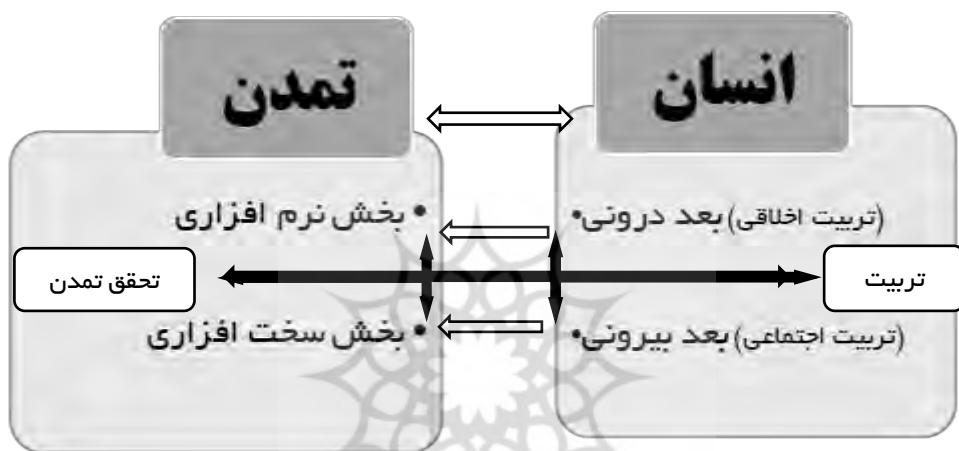 انسان
تمدن
•بعد درونی (تربیت اخلاقی)
• بخش نرم افزاری
تربیت
تحقق تمدن
•بعد بیرونی (تربیت اجتماعی)
• بخش سخت افزاری